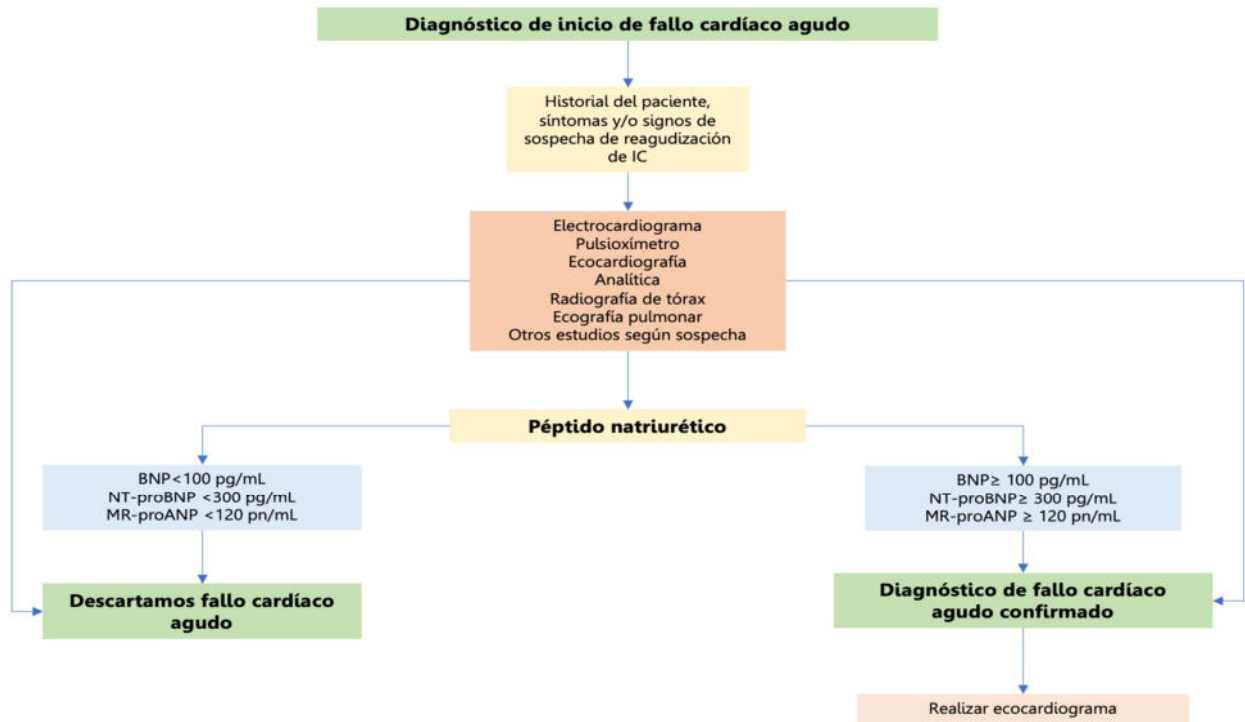 Diagnóstico de inicio de fallo cardíaco agudo
Historial del paciente,
síntomas y/o signos de
sospecha de reagudización
de IC
Electrocardiograma
Pulsioxímetro
Ecocardiografía
Analítica
Radiografía de tórax
Ecografía pulmonar
Otros estudios según sospecha
Péptido natriurético
BNP<100 pg/mL
NT-proBNP <300 pg/mL
MR-proANP <120 pn/mL
BNP≥ 100 pg/mL
NT-proBNP≥ 300 pg/mL
MR-proANP ≥ 120 pn/mL
Descartamos fallo cardíaco
agudo
Diagnóstico de fallo cardíaco
agudo confirmado
Realizar ecocardiograma